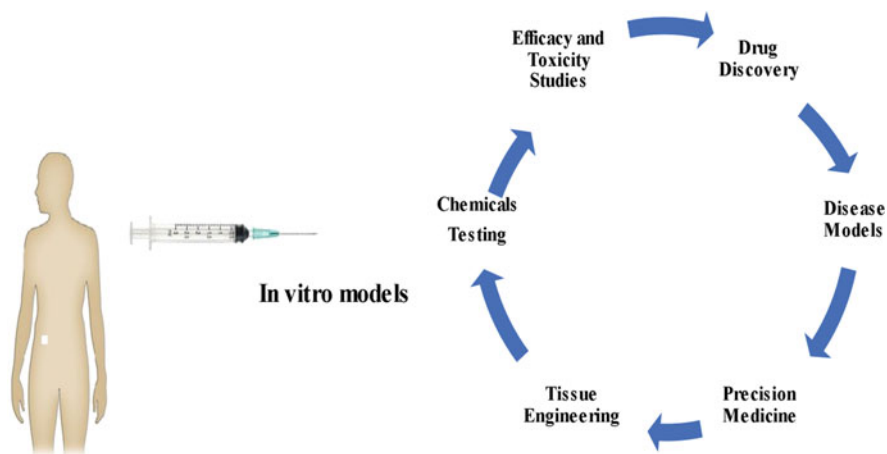 Efficacy and
Toxicity
Studies
Drug
Discovery
Disease
Models
Precision
Medicine
Tissue
Engineering
Chemicals
Testing
In vitro models